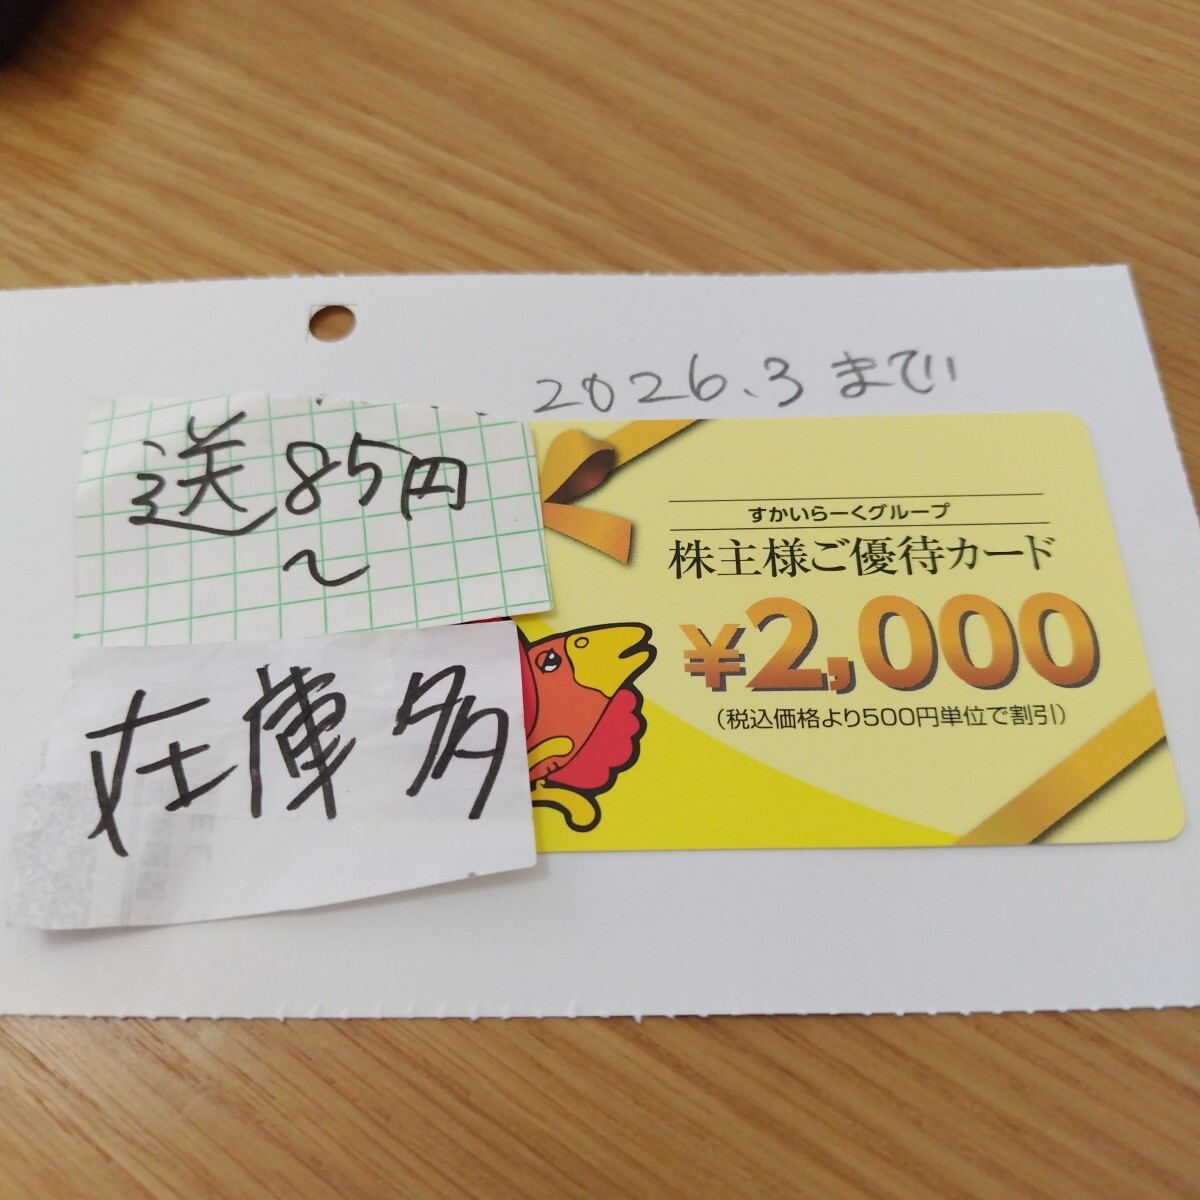 2026.3まで
送85円
～
在庫多
すかいらーくグループ
株主様ご優待カード
¥2,000
(税込価格より500円単位で割引)